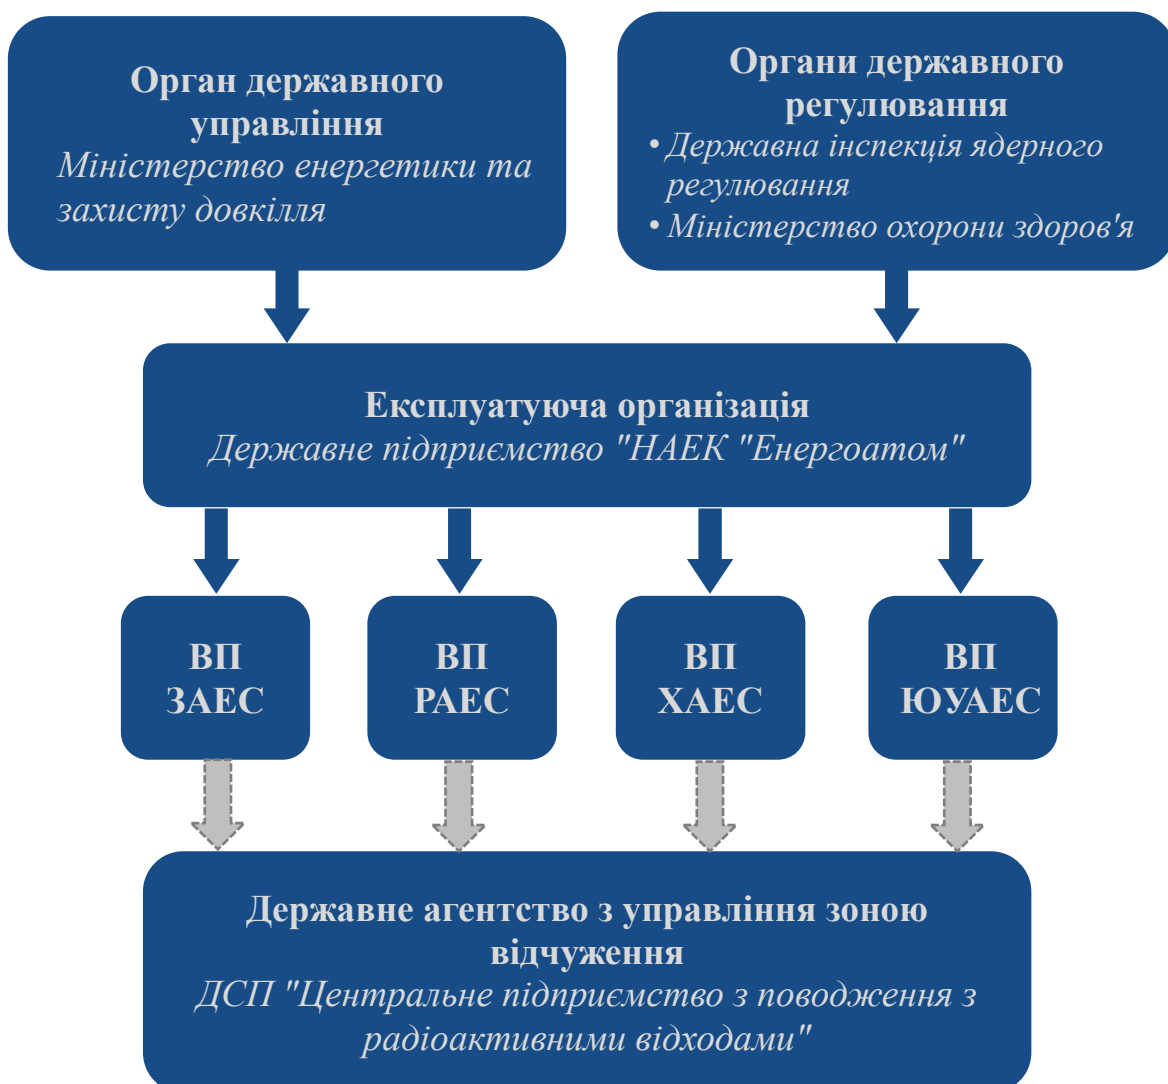 Орган державного
управління
Міністерство енергетики та
захисту довкілля
Органи державного
регулювання
• Державна інспекція ядерного
регулювання
• Міністерство охорони здоров'я
Експлуатуюча організація
Державне підприємство "НАЕК "Енергоатом"
ВП
ЗАЕС
ВП
РАЕС
ВП
ХАЕС
ВП
ЮУАЕС
Державне агентство з управління зоною
відчуження
ДСП "Центральне підприємство з поводження з
радіоактивними відходами"